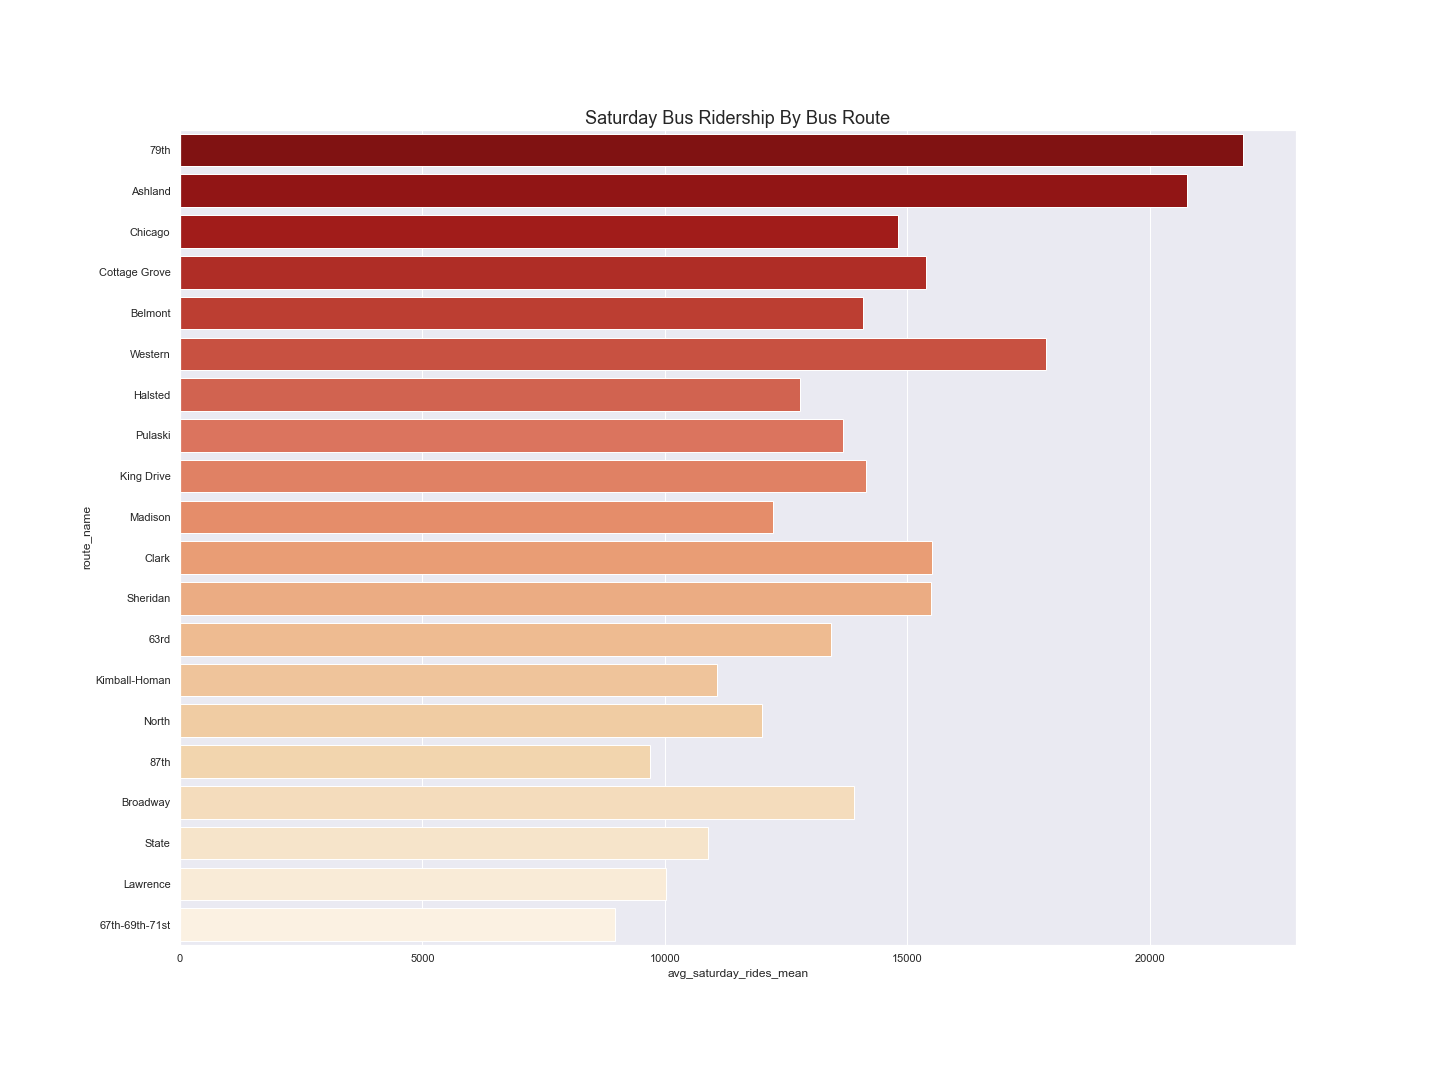 Saturday Bus Ridership By Bus Route
79th
Ashland
Chicago
Cottage Grove
Belmont
Western
Halsted
Pulaski
King Drive
Madison
Clark
Sheridan
63rd
Kimball-Homan
North
87th
Broadway
State
Lawrence
67th-69th-71st
route_name
0 5000 10000 15000 20000
avg_saturday_rides_mean